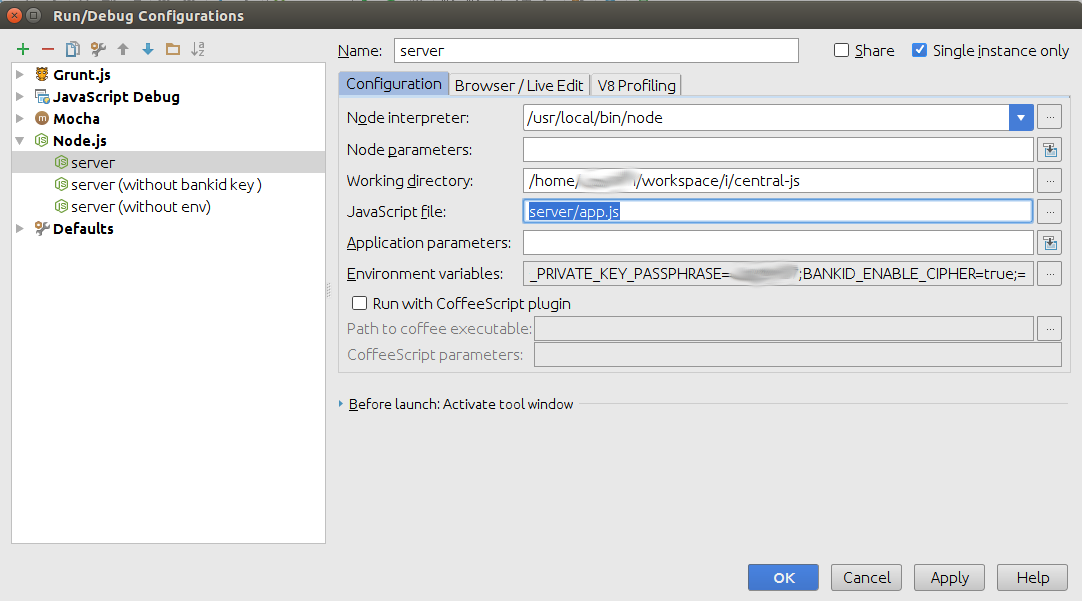 Run/Debug Configurations
Name: server Share Single instance only
Grunt.js
JavaScript Debug
Mocha
Node.js
server
server (without bankid key )
server (without env)
Defaults
Configuration Browser / Live Edit V8 Profiling
Node interpreter: /usr/local/bin/node
Node parameters:
Working directory: /home/ /workspace/i/central-js
JavaScript file: server/app.js
Application parameters:
Environment variables: _PRIVATE_KEY_PASSPHRASE= ;BANKID_ENABLE_CIPHER=true;=
Run with CoffeeScript plugin
Path to coffee executable:
CoffeeScript parameters:
Before launch: Activate tool window
OK Cancel Apply Help